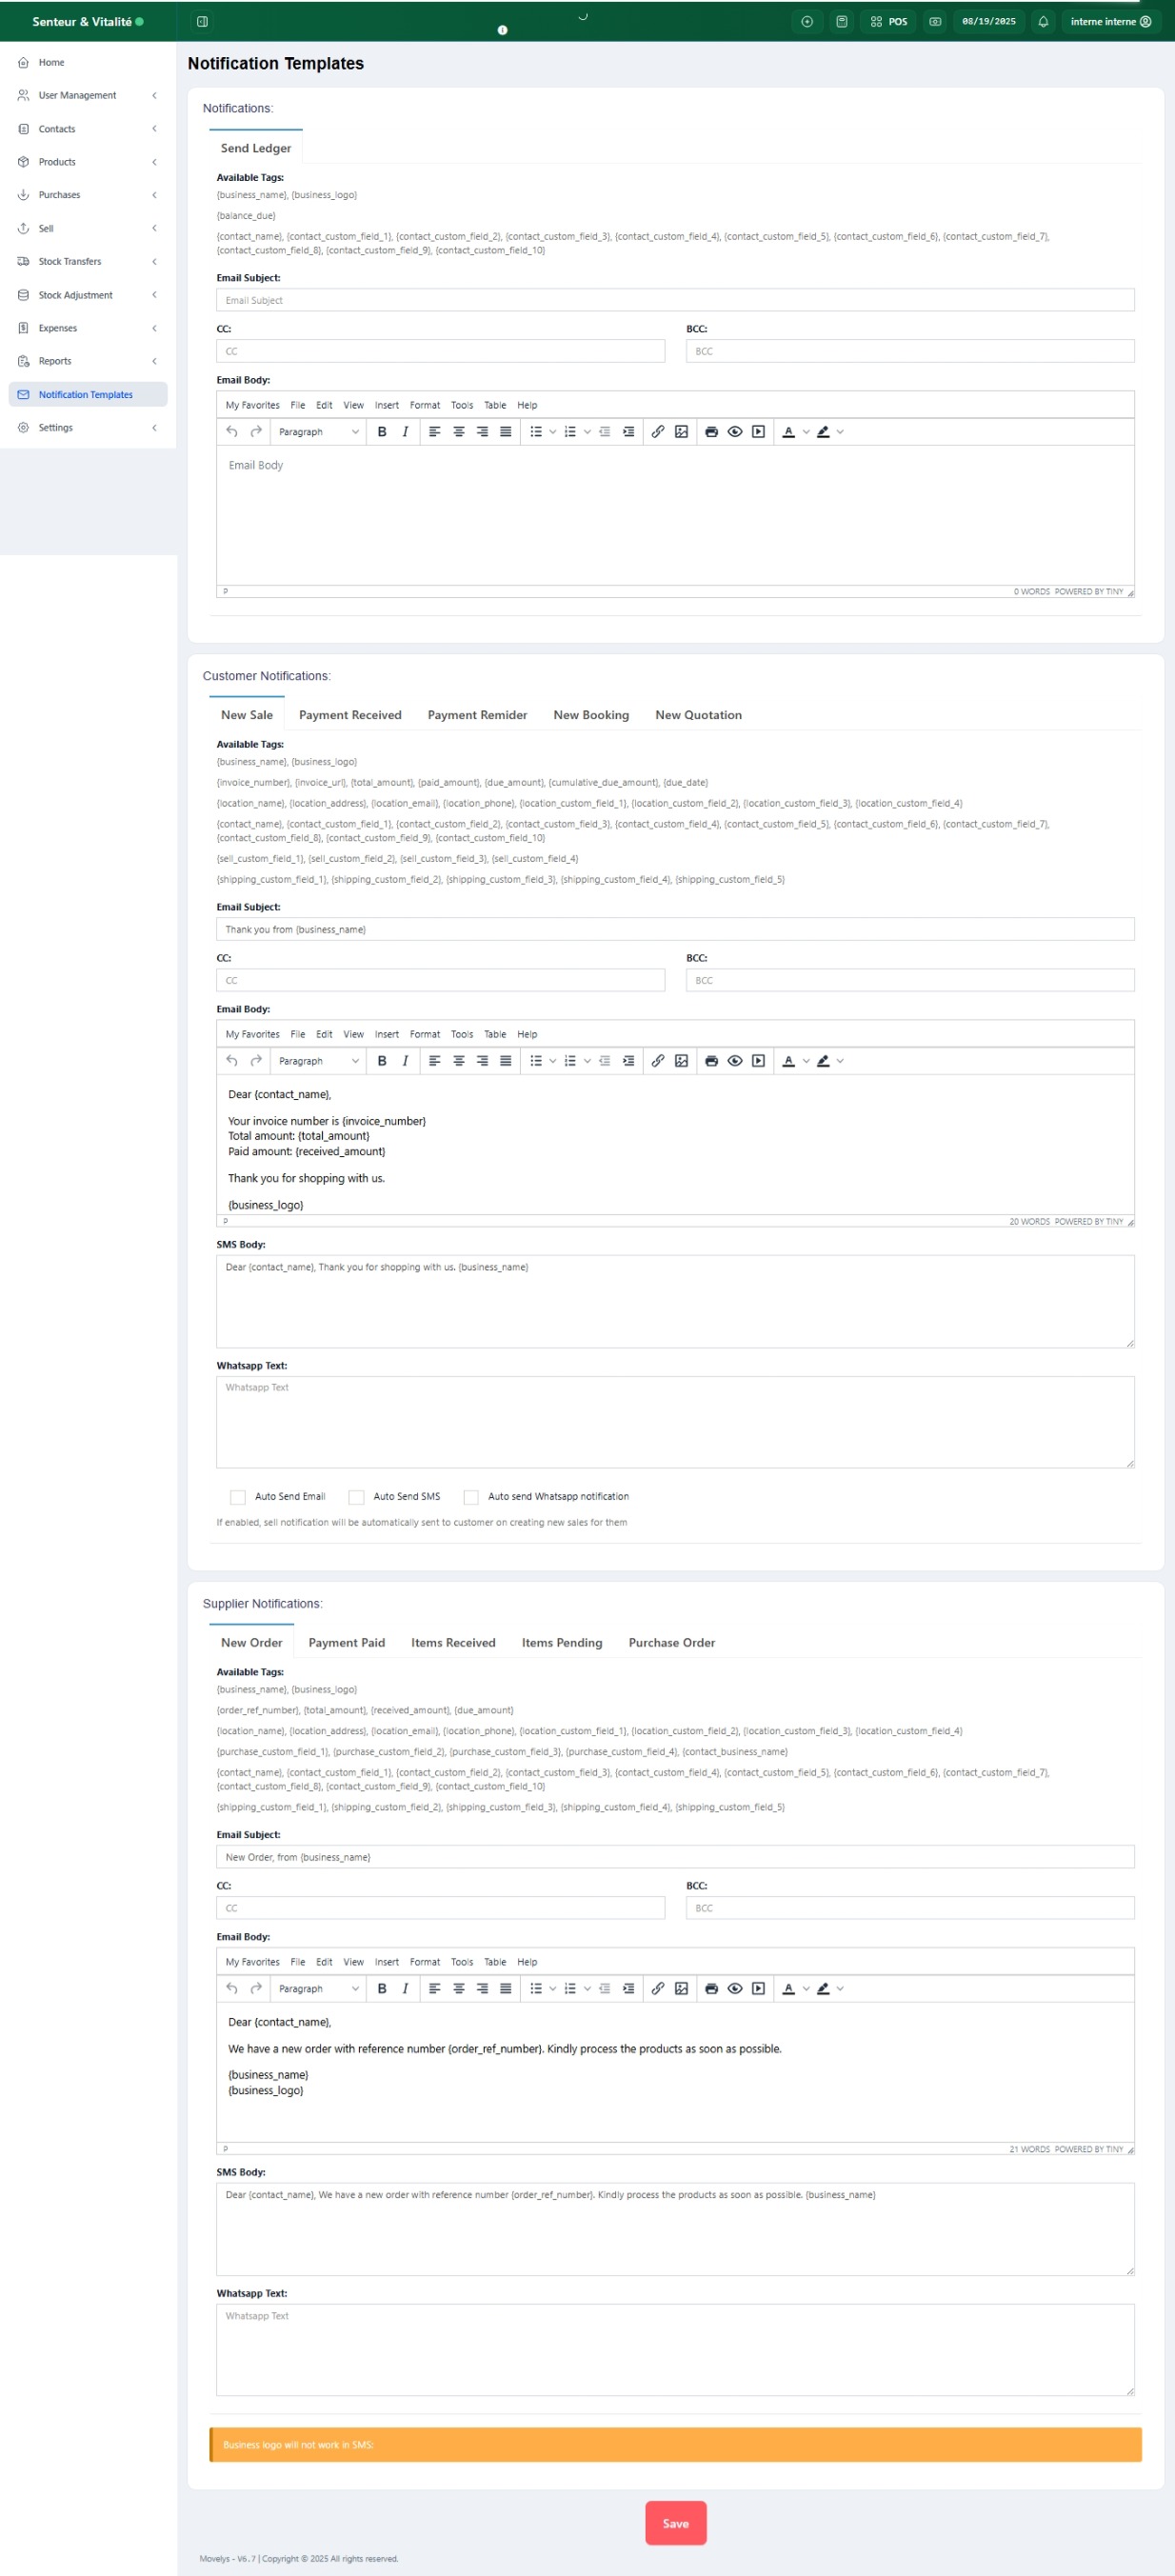 Senteur & Vitalité
POS
08/19/2025
interne interne
Home
User Management
Contacts
Products
Purchases
Sell
Stock Transfers
Stock Adjustment
Expenses
Reports
Notification Templates
Settings
Notification Templates
Notifications:
Send Ledger
Available Tags:
{business_name}, {business_logo}
{balance_due}
{contact_name}, {contact_custom_field_1}, {contact_custom_field_2}, {contact_custom_field_3}, {contact_custom_field_4}, {contact_custom_field_5}, {contact_custom_field_6}, {contact_custom_field_7},
{contact_custom_field_8}, {contact_custom_field_9}, {contact_custom_field_10}
Email Subject:
Email Subject
CC: BCC:
CC BCC
Email Body:
My Favorites File Edit View Insert Format Tools Table Help
Paragraph B I A
Email Body
P 0 WORDS POWERED BY TINY
Customer Notifications:
New Sale Payment Received Payment Remider New Booking New Quotation
Available Tags:
{business_name}, {business_logo}
{invoice_number}, {invoice_url}, {total_amount}, {paid_amount}, {due_amount}, {cumulative_due_amount}, {due_date}
{location_name}, {location_address}, {location_email}, {location_phone}, {location_custom_field_1}, {location_custom_field_2}, {location_custom_field_3}, {location_custom_field_4}
{contact_name}, {contact_custom_field_1}, {contact_custom_field_2}, {contact_custom_field_3}, {contact_custom_field_4}, {contact_custom_field_5}, {contact_custom_field_6}, {contact_custom_field_7},
{contact_custom_field_8}, {contact_custom_field_9}, {contact_custom_field_10}
{sell_custom_field_1}, {sell_custom_field_2}, {sell_custom_field_3}, {sell_custom_field_4}
{shipping_custom_field_1}, {shipping_custom_field_2}, {shipping_custom_field_3}, {shipping_custom_field_4}, {shipping_custom_field_5}
Email Subject:
Thank you from {business_name}
CC: BCC:
CC BCC
Email Body:
My Favorites File Edit View Insert Format Tools Table Help
Paragraph B I A
Dear {contact_name},
Your invoice number is {invoice_number}
Total amount: {total_amount}
Paid amount: {received_amount}
Thank you for shopping with us.
{business_logo}
P 20 WORDS POWERED BY TINY
SMS Body:
Dear {contact_name}, Thank you for shopping with us. {business_name}
Whatsapp Text:
Whatsapp Text
Auto Send Email Auto Send SMS Auto send Whatsapp notification
If enabled, sell notification will be automatically sent to customer on creating new sales for them
Supplier Notifications:
New Order Payment Paid Items Received Items Pending Purchase Order
Available Tags:
{business_name}, {business_logo}
{order_ref_number}, {total_amount}, {received_amount}, {due_amount}
{location_name}, {location_address}, {location_email}, {location_phone}, {location_custom_field_1}, {location_custom_field_2}, {location_custom_field_3}, {location_custom_field_4}
{purchase_custom_field_1}, {purchase_custom_field_2}, {purchase_custom_field_3}, {purchase_custom_field_4}, {contact_business_name}
{contact_name}, {contact_custom_field_1}, {contact_custom_field_2}, {contact_custom_field_3}, {contact_custom_field_4}, {contact_custom_field_5}, {contact_custom_field_6}, {contact_custom_field_7},
{contact_custom_field_8}, {contact_custom_field_9}, {contact_custom_field_10}
{shipping_custom_field_1}, {shipping_custom_field_2}, {shipping_custom_field_3}, {shipping_custom_field_4}, {shipping_custom_field_5}
Email Subject:
New Order, from {business_name}
CC: BCC:
CC BCC
Email Body:
My Favorites File Edit View Insert Format Tools Table Help
Paragraph B I A
Dear {contact_name},
We have a new order with reference number {order_ref_number}. Kindly process the products as soon as possible.
{business_name}
{business_logo}
P 21 WORDS POWERED BY TINY
SMS Body:
Dear {contact_name}, We have a new order with reference number {order_ref_number}. Kindly process the products as soon as possible. {business_name}
Whatsapp Text:
Whatsapp Text
Business logo will not work in SMS:
Save
Movelys - V6.7 | Copyright © 2025 All rights reserved.